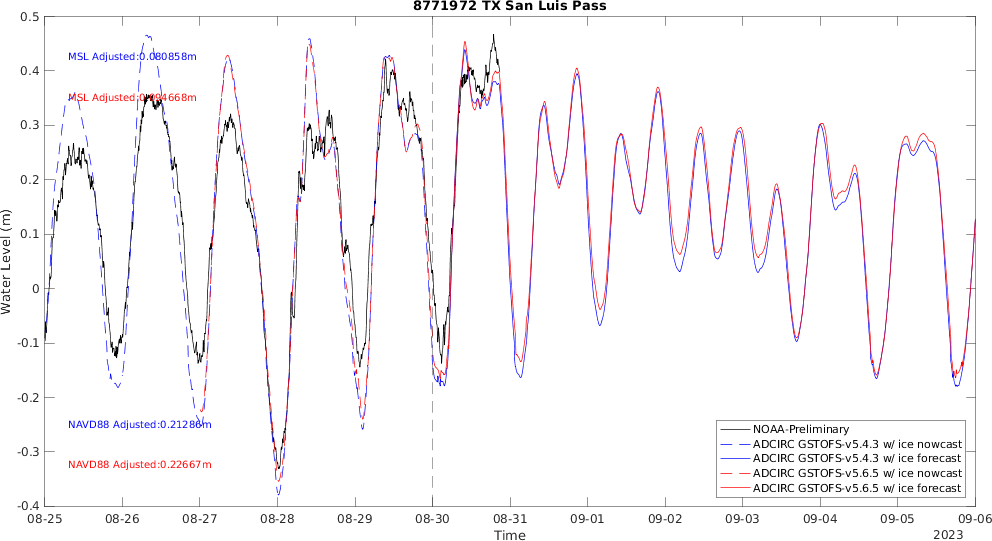 8771972 TX San Luis Pass
0.5
0.4
0.3
0.2
0.1
0
-0.1
-0.2
-0.3
-0.4
Water Level (m)
MSL Adjusted:0.080858m
MSL Adjusted:0.094668m
NAVD88 Adjusted:0.21286m
NAVD88 Adjusted:0.22667m
NOAA-Preliminary
ADCIRC GSTOFS-v5.4.3 w/ ice nowcast
ADCIRC GSTOFS-v5.4.3 w/ ice forecast
ADCIRC GSTOFS-v5.6.5 w/ ice nowcast
ADCIRC GSTOFS-v5.6.5 w/ ice forecast
08-25 08-26 08-27 08-28 08-29 08-30 08-31 09-01 09-02 09-03 09-04 09-05 09-06
Time
2023